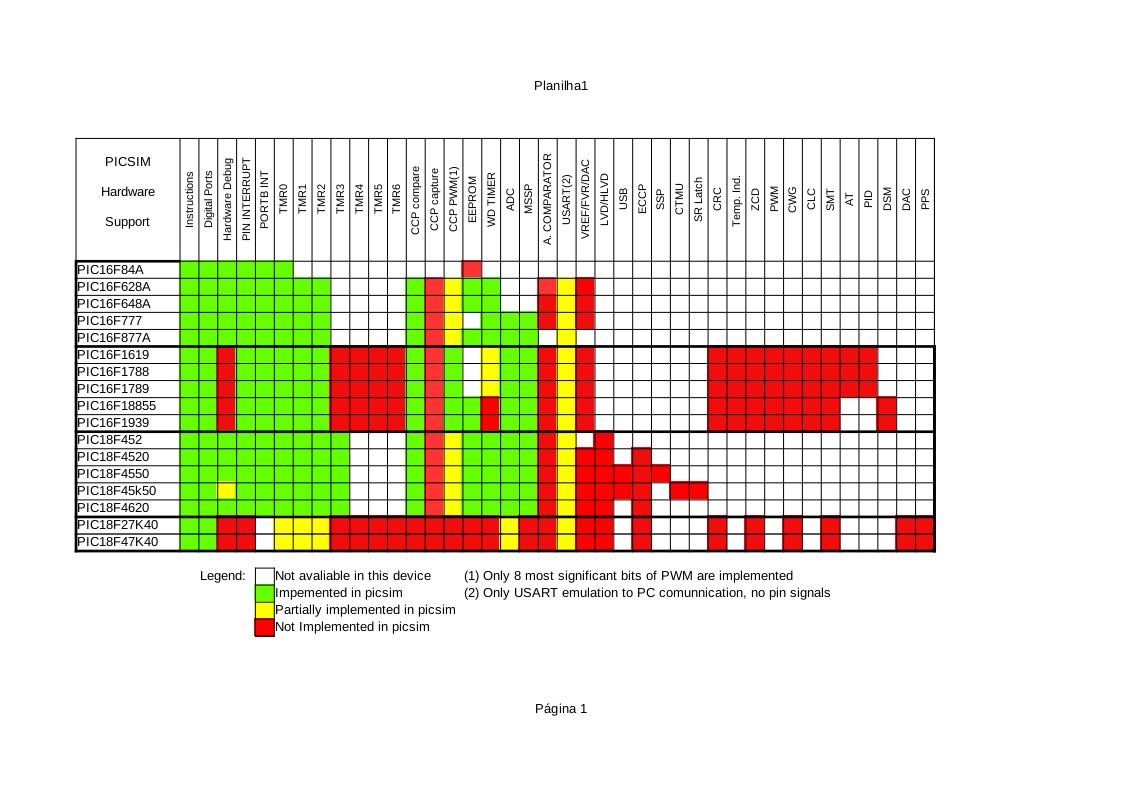 Planilha1
PICSIM
Hardware
Support
Instructions
Digital Ports
Hardware Debug
PIN INTERRUPT
PORTB INT
TMR0
TMR1
TMR2
TMR3
TMR4
TMR5
TMR6
CCP compare
CCP capture
CCP PWM(1)
EEPROM
WD TIMER
ADC
MSSP
A. COMPARATOR
USART(2)
VREF/FVR/DAC
LVD/HLVD
USB
ECCP
SSP
CTMU
SR Latch
CRC
Temp. Ind.
ZCD
PWM
CWG
CLC
SMT
AT
PID
DSM
DAC
PPS
PIC16F84A
PIC16F628A
PIC16F648A
PIC16F777
PIC16F877A
PIC16F1619
PIC16F1788
PIC16F1789
PIC16F18855
PIC16F1939
PIC18F452
PIC18F4520
PIC18F4550
PIC18F45k50
PIC18F4620
PIC18F27K40
PIC18F47K40
Legend: Not avaliable in this device (1) Only 8 most significant bits of PWM are implemented
Impemented in picsim (2) Only USART emulation to PC comunnication, no pin signals
Partially implemented in picsim
Not Implemented in picsim
Página 1